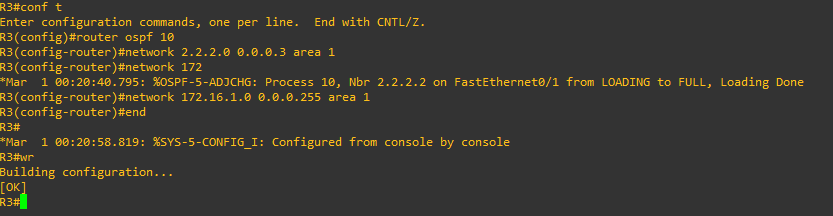 R3#conf t
Enter configuration commands, one per line.  End with CNTL/Z.
R3(config)#router ospf 10
R3(config-router)#network 2.2.2.0 0.0.0.3 area 1
R3(config-router)#network 172
*Mar  1 00:20:40.795: %OSPF-5-ADJCHG: Process 10, Nbr 2.2.2.2 on FastEthernet0/1 from LOADING to FULL, Loading Done
R3(config-router)#network 172.16.1.0 0.0.0.255 area 1
R3(config-router)#end
R3#
*Mar  1 00:20:58.819: %SYS-5-CONFIG_I: Configured from console by console
R3#wr
Building configuration...
[OK]
R3#